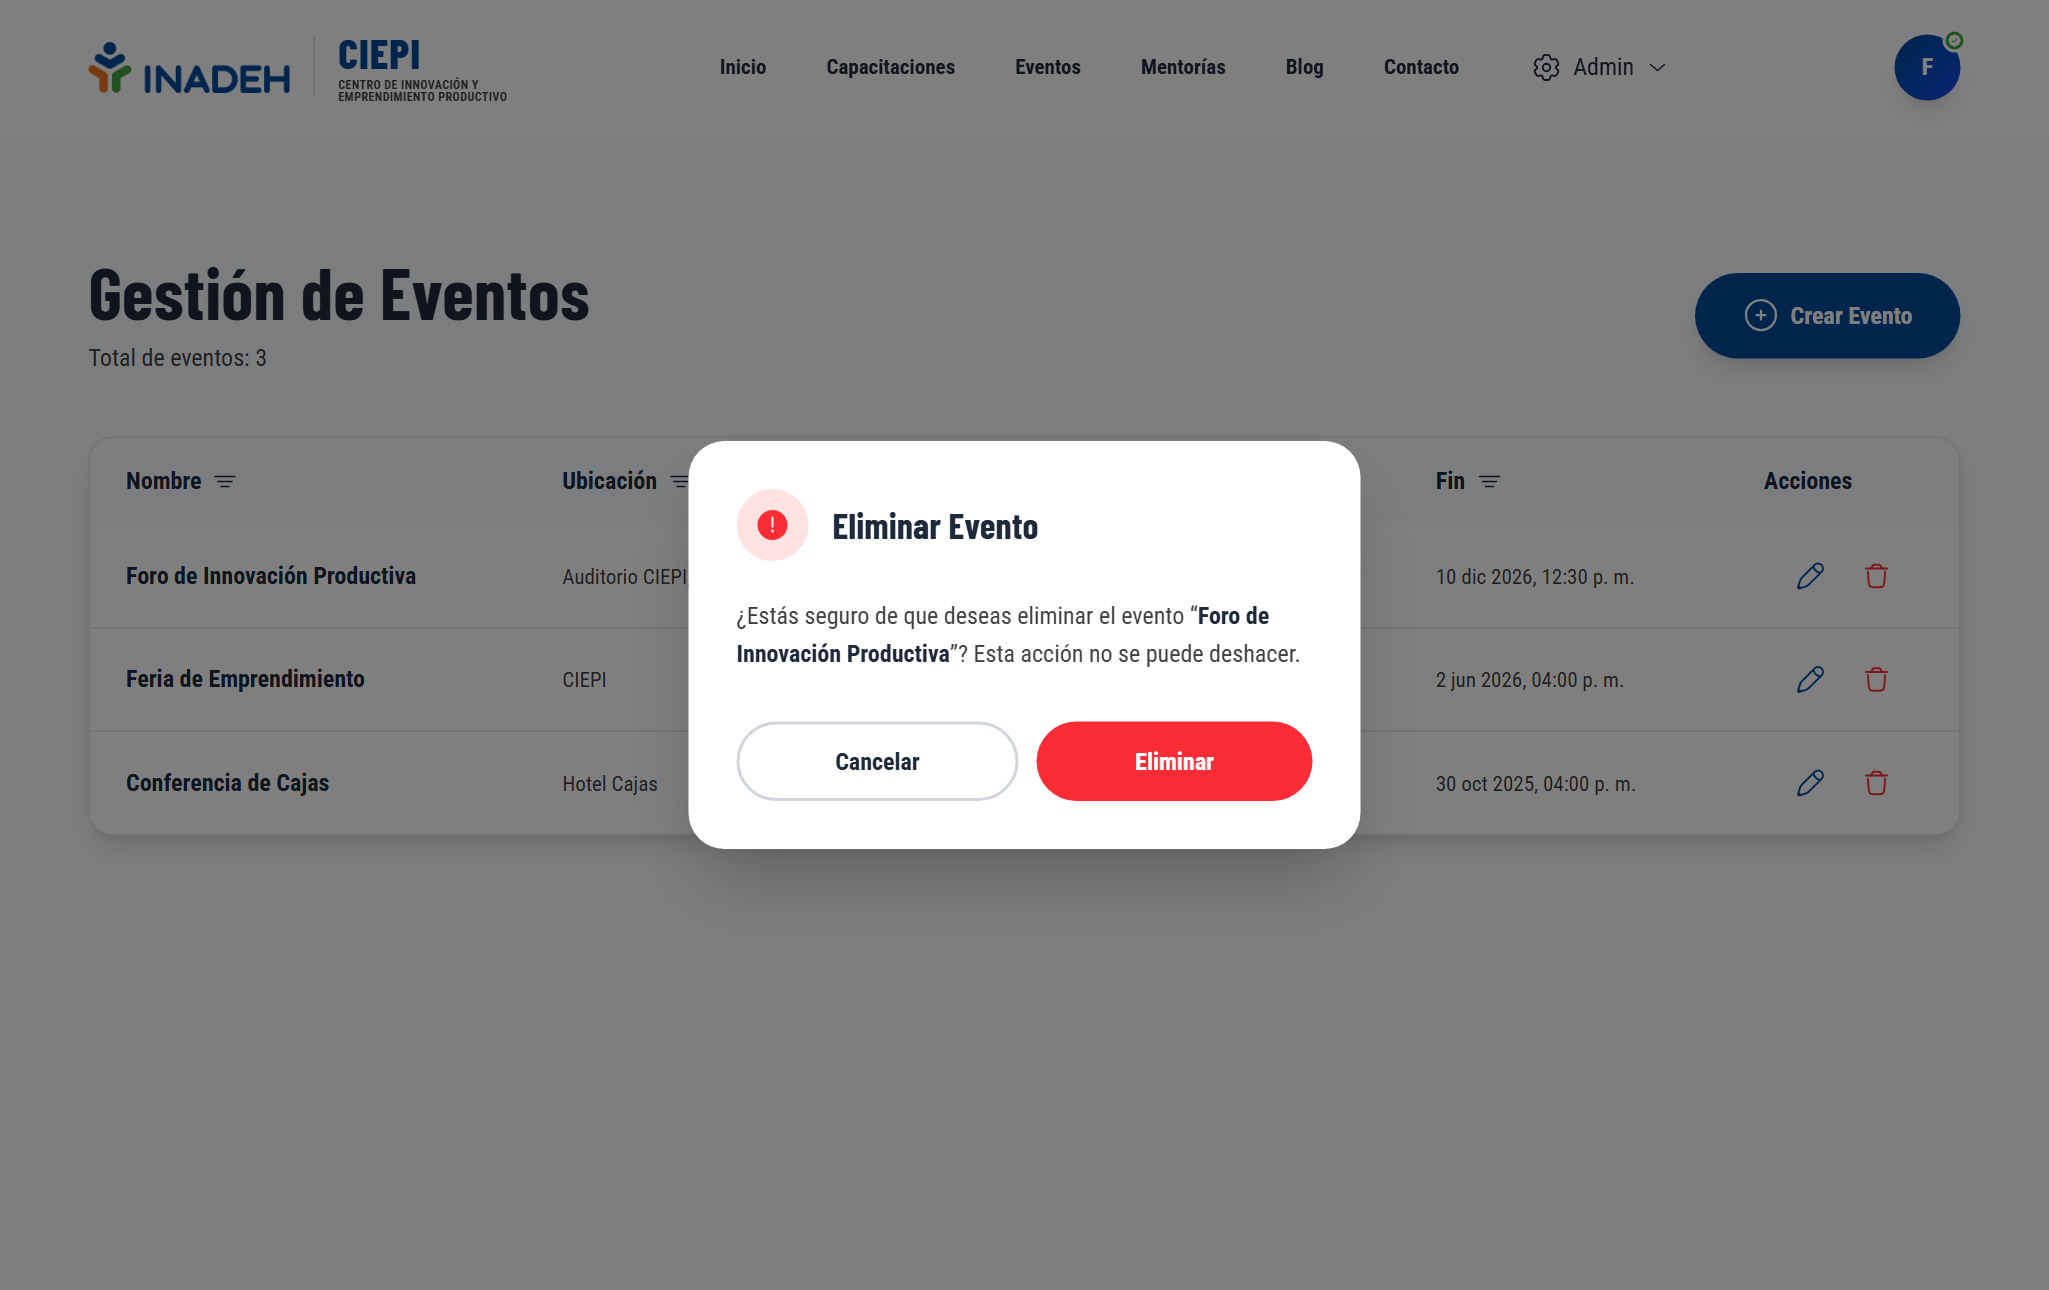 INADEH
CIEPI
CENTRO DE INNOVACIÓN Y
EMPRENDIMIENTO PRODUCTIVO
Inicio
Capacitaciones
Eventos
Mentorías
Blog
Contacto
Admin
F
Gestión de Eventos
Total de eventos: 3
Crear Evento
Nombre
Ubicación
Fin
Acciones
Foro de Innovación Productiva
Auditorio CIEPI
10 dic 2026, 12:30 p. m.
Feria de Emprendimiento
CIEPI
2 jun 2026, 04:00 p. m.
Conferencia de Cajas
Hotel Cajas
30 oct 2025, 04:00 p. m.
Eliminar Evento
¿Estás seguro de que deseas eliminar el evento “Foro de
Innovación Productiva”? Esta acción no se puede deshacer.
Cancelar
Eliminar